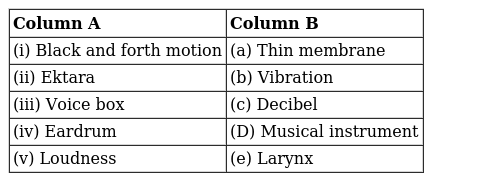 Column A Column B
(i) Black and forth motion (a) Thin membrane
(ii) Ektara (b) Vibration
(iii) Voice box (c) Decibel
(iv) Eardrum (D) Musical instrument
(v) Loudness (e) Larynx